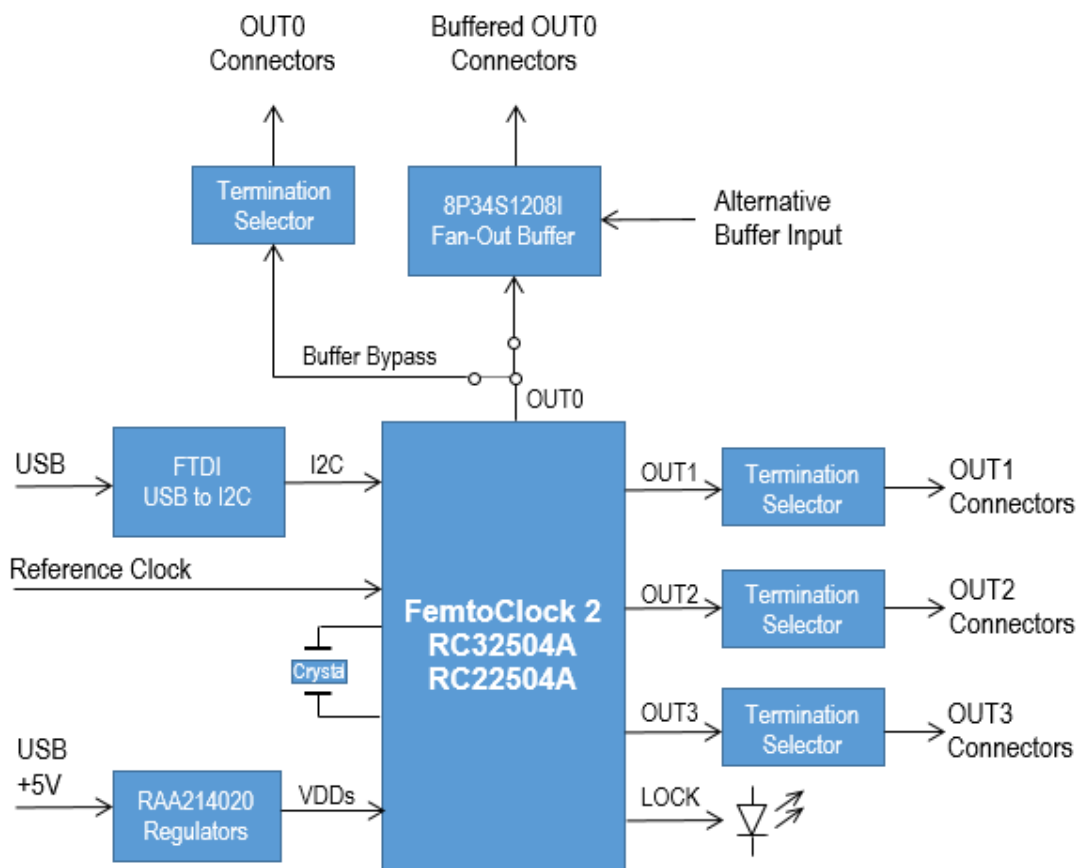 OUT0
Connectors
Buffered OUT0
Connectors
Termination
Selector
8P34S1208I
Fan-Out Buffer
Alternative
Buffer Input
Buffer Bypass
OUT0
USB
FTDI
USB to I2C
I2C
OUT1
Termination
Selector
OUT1
Connectors
Reference Clock
FemtoClock 2
RC32504A
RC22504A
OUT2
Termination
Selector
OUT2
Connectors
Crystal
OUT3
Termination
Selector
OUT3
Connectors
USB
+5V
RAA214020
Regulators
VDDs
LOCK